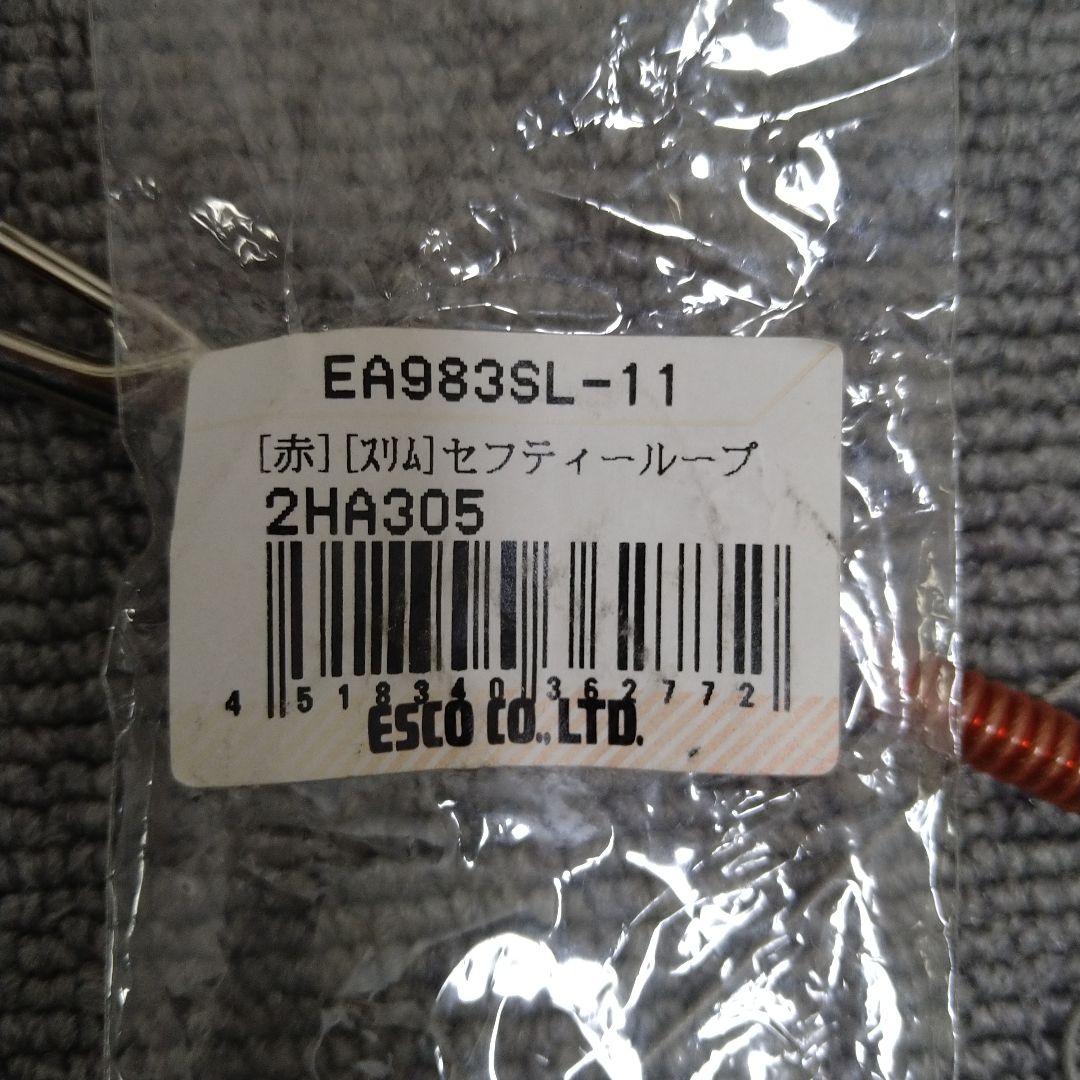 EA983SL-11
[赤][ｽﾘﾑ]セフティーループ
2HA305
4 518340 362772
ESCO CO.,LTD.